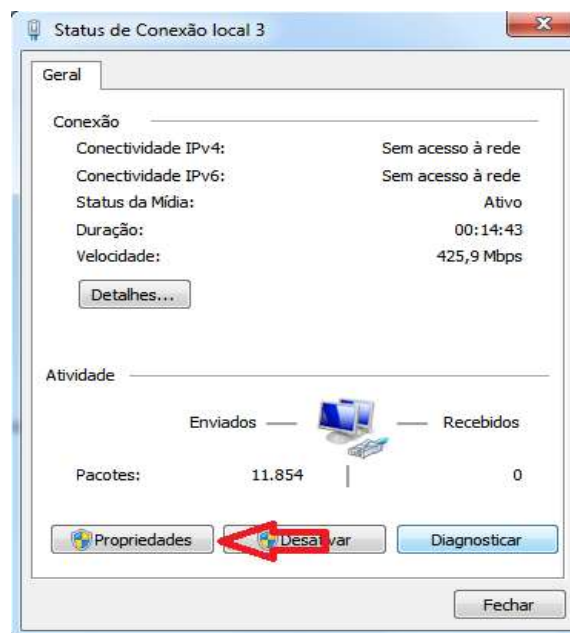 Status de Conexão local 3
Geral
Conexão
Conectividade IPv4: Sem acesso à rede
Conectividade IPv6: Sem acesso à rede
Status da Mídia: Ativo
Duração: 00:14:43
Velocidade: 425,9 Mbps
Detalhes...
Atividade
Enviados Recebidos
Pacotes: 11.854 0
Propriedades Desativar Diagnosticar
Fechar